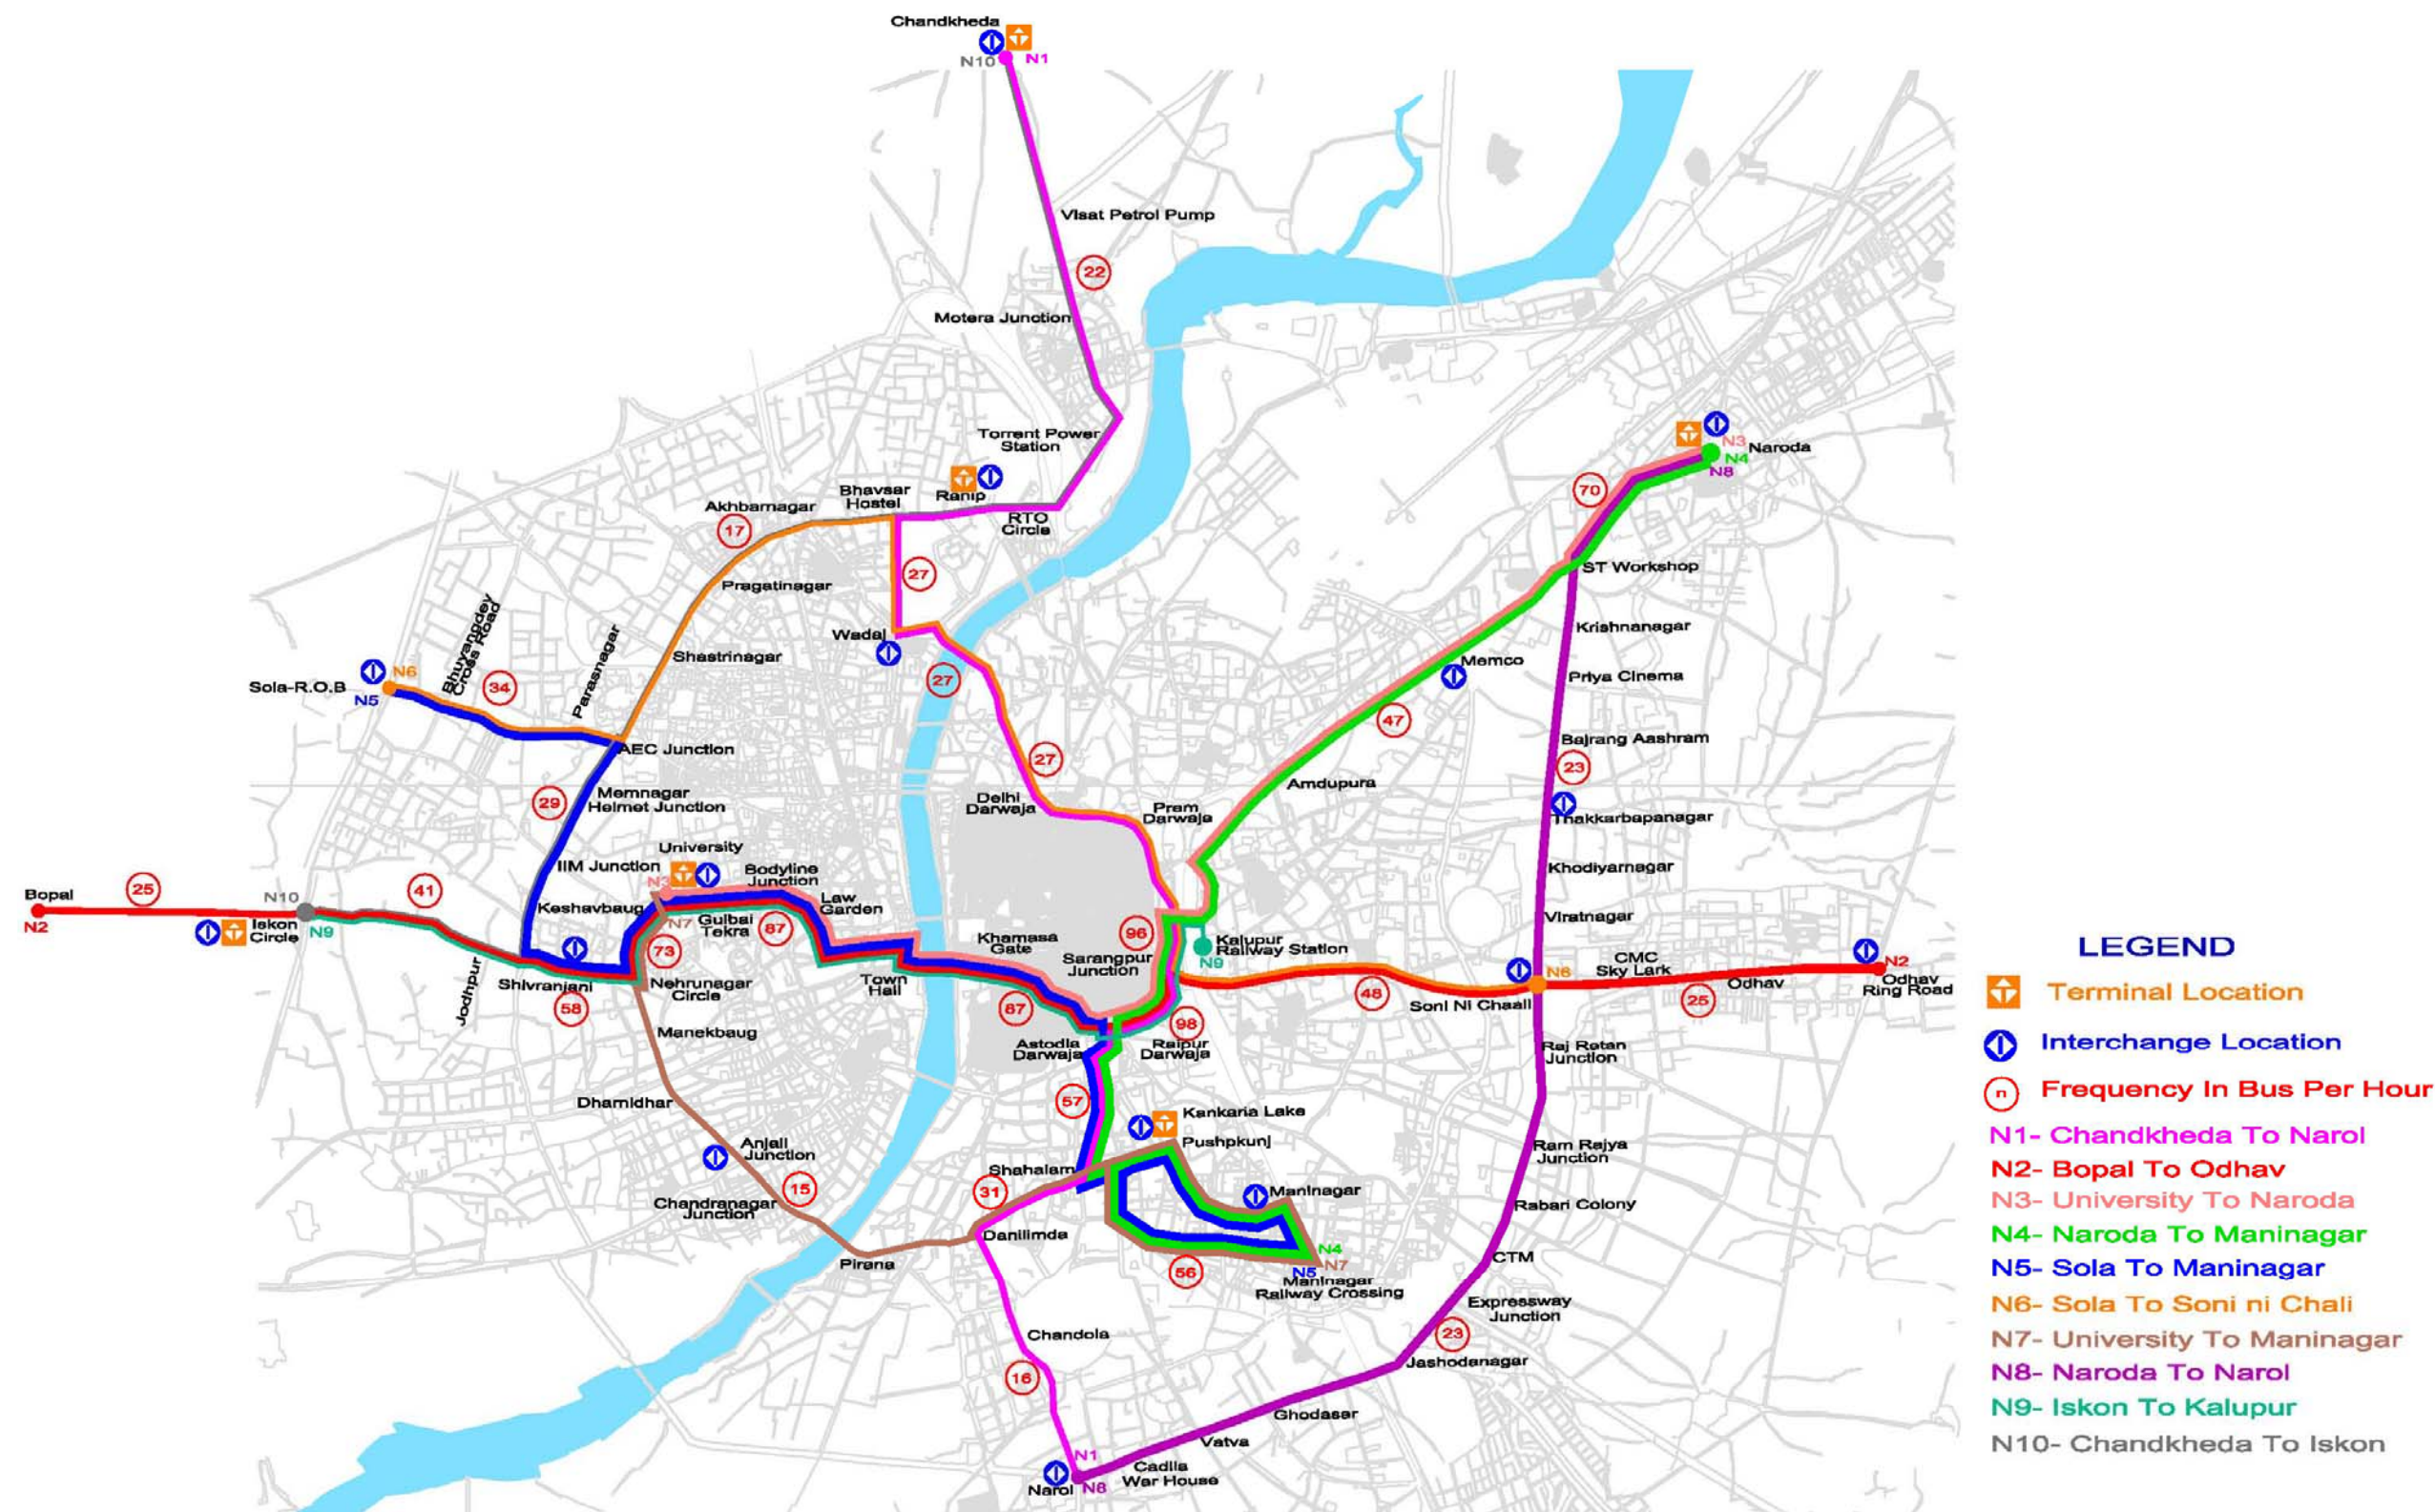 Chandkheda
N10
N1
Visat Petrol Pump
22
Motera Junction
Torrent Power
Station
Ranip
RTO
Circle
Bhavsar
Hostel
Akhbarnagar
17
27
Pragatinagar
Wadaj
27
Shastrinagar
Parasnagar
Bhuyangdey
Cross Road
N6
Sola-R.O.B
N5
34
AEC Junction
27
Memnagar
Helmet Junction
29
Delhi
Darwaja
Prem
Darwaja
N3
Naroda
N4
N8
70
ST Workshop
Krishnanagar
Memco
Priya Cinema
47
Bajrang Aashram
23
Amdupura
Thakkarbapanagar
Khodiyarnagar
Viratnagar
University
IIM Junction
N3
Bodyline
Junction
Law
Garden
Keshavbaug
N7
Gulbai
Tekra
87
73
Bopal
N2
25
N10
Iskon
Circle
N9
41
Jodhpur
Shivranjani
58
Nehrunagar
Circle
Town
Hall
Khamasa
Gate
87
96
Sarangpur
Junction
Kalupur
Railway Station
N9
48
Soni Ni Chaali
N6
CMC
Sky Lark
Odhav
25
N2
Odhav
Ring Road
Astodia
Darwaja
Raipur
Darwaja
98
Raj Ratan
Junction
Manekbaug
Dharnidhar
57
Kankaria Lake
Pushpkunj
Anjali
Junction
Shahalam
31
Maninagar
15
Chandranagar
Junction
Danilimda
Pirana
56
N4
N5
N7
Maninagar
Railway Crossing
Ram Rajya
Junction
Rabari Colony
CTM
Expressway
Junction
23
Jashodanagar
Chandola
16
Ghodasar
Vatva
Cadila
War House
N1
Narol
N8
LEGEND
Terminal Location
Interchange Location
n Frequency In Bus Per Hour
N1- Chandkheda To Narol
N2- Bopal To Odhav
N3- University To Naroda
N4- Naroda To Maninagar
N5- Sola To Maninagar
N6- Sola To Soni ni Chali
N7- University To Maninagar
N8- Naroda To Narol
N9- Iskon To Kalupur
N10- Chandkheda To Iskon